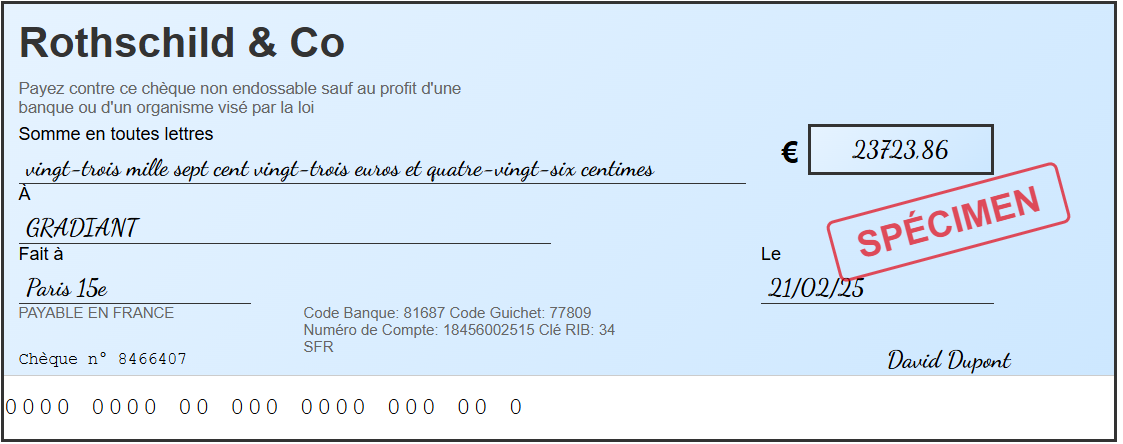 Rothschild & Co
Payez contre ce chèque non endossable sauf au profit d'une
banque ou d'un organisme visé par la loi
Somme en toutes lettres
vingt-trois mille sept cent vingt-trois euros et quatre-vingt-six centimes
€ 23723.86
À
GRADIANT
SPÉCIMEN
Fait à
Le
Paris 15e
21/02/25
PAYABLE EN FRANCE
Code Banque: 81687 Code Guichet: 77809
Numéro de Compte: 18456002515 Clé RIB: 34
SFR
Chèque n° 8466407
David Dupont
0000 0000 00 000 0000 000 00 0